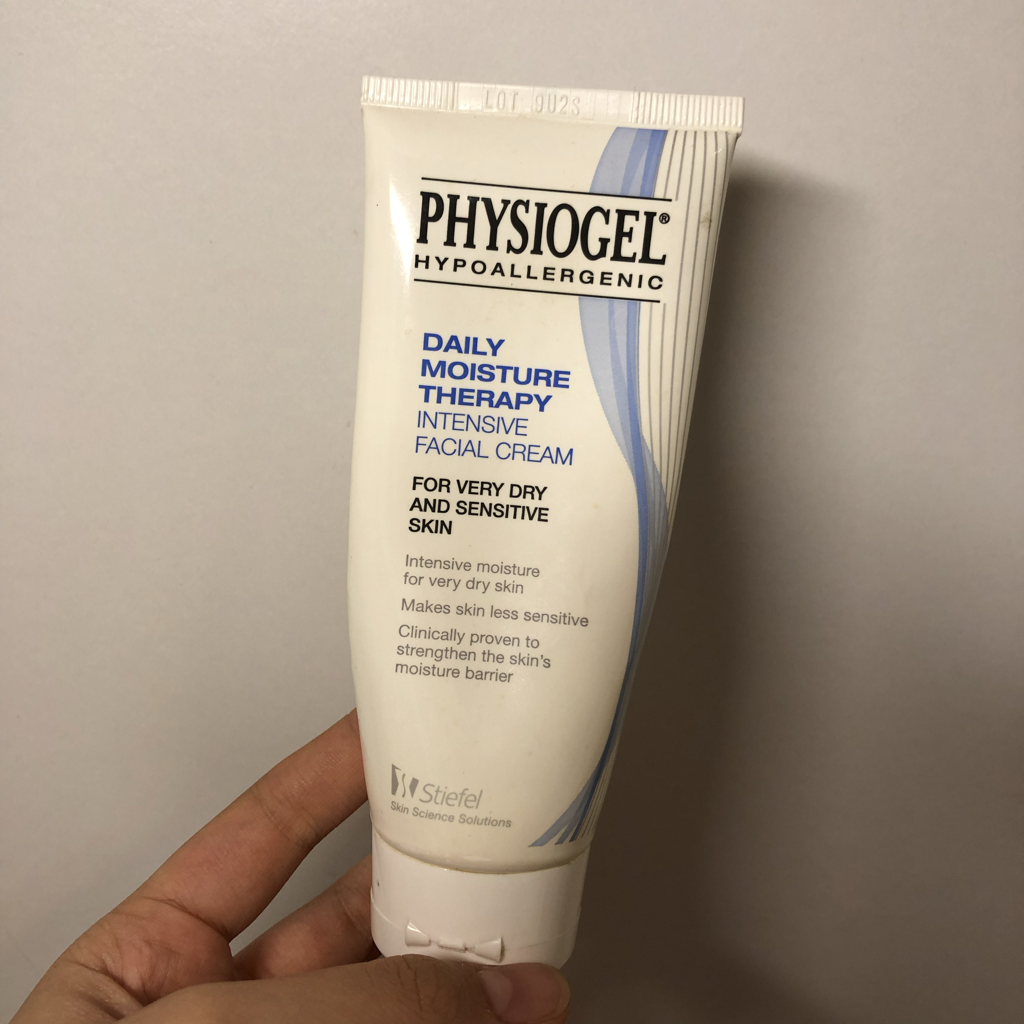 LOT 9U2S
PHYSIOGEL®
HYPOALLERGENIC
DAILY
MOISTURE
THERAPY
INTENSIVE
FACIAL CREAM
FOR VERY DRY
AND SENSITIVE
SKIN
Intensive moisture
for very dry skin
Makes skin less sensitive
Clinically proven to
strengthen the skin's
moisture barrier
Stiefel
Skin Science Solutions